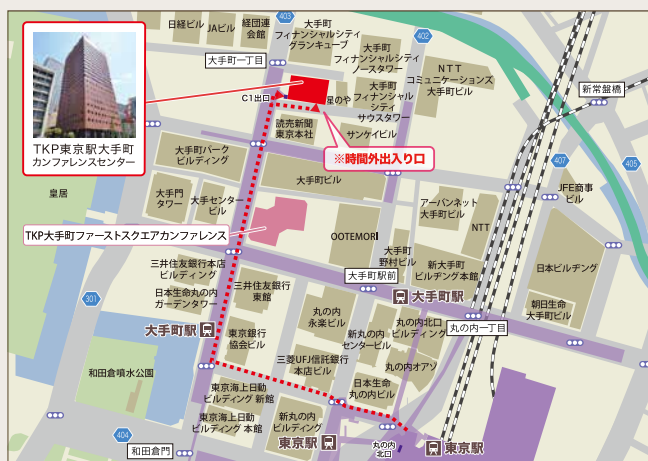 日経ビル
JAビル
経団連
会館
403
大手町
フィナンシャルシティ
グランキューブ
大手町
フィナンシャルシティ
ノースタワー
402
NTT
コミュニケーションズ
大手町ビル
大手町一丁目
新常盤橋
C1出口
星のや
大手町
フィナンシャル
シティ
サウスタワー
TKP東京駅大手町
カンファレンスセンター
読売新聞
東京本社
サンケイビル
※時間外出入り口
大手町パーク
ビルディング
大手町ビル
407
405
皇居
大手門
タワー
大手センター
ビル
アーバンネット
大手町ビル
JFE商事
ビル
TKP大手町ファーストスクエアカンファレンス
OOTEMORI
NTT
三井住友銀行本店
ビルディング
大手町
野村ビル
新大手町
ビルヂング本館
日本ビルヂング
三井住友銀行
東館
大手町駅前
301
日本生命丸の内
ガーデンタワー
大手町駅
丸の内
永楽ビル
朝日生命
大手町ビル
大手町駅
東京銀行
協会ビル
新丸の内
センタービル
丸の内北口
ビルディング
丸の内一丁目
三菱UFJ信託銀行
本店ビル
丸の内オアゾ
和田倉噴水公園
東京海上日動
ビルディング 新館
日本生命
丸の内ビル
東京海上日動
ビルディング 本館
新丸の内
ビルディング
404
和田倉門
東京駅
丸の内
北口
東京駅